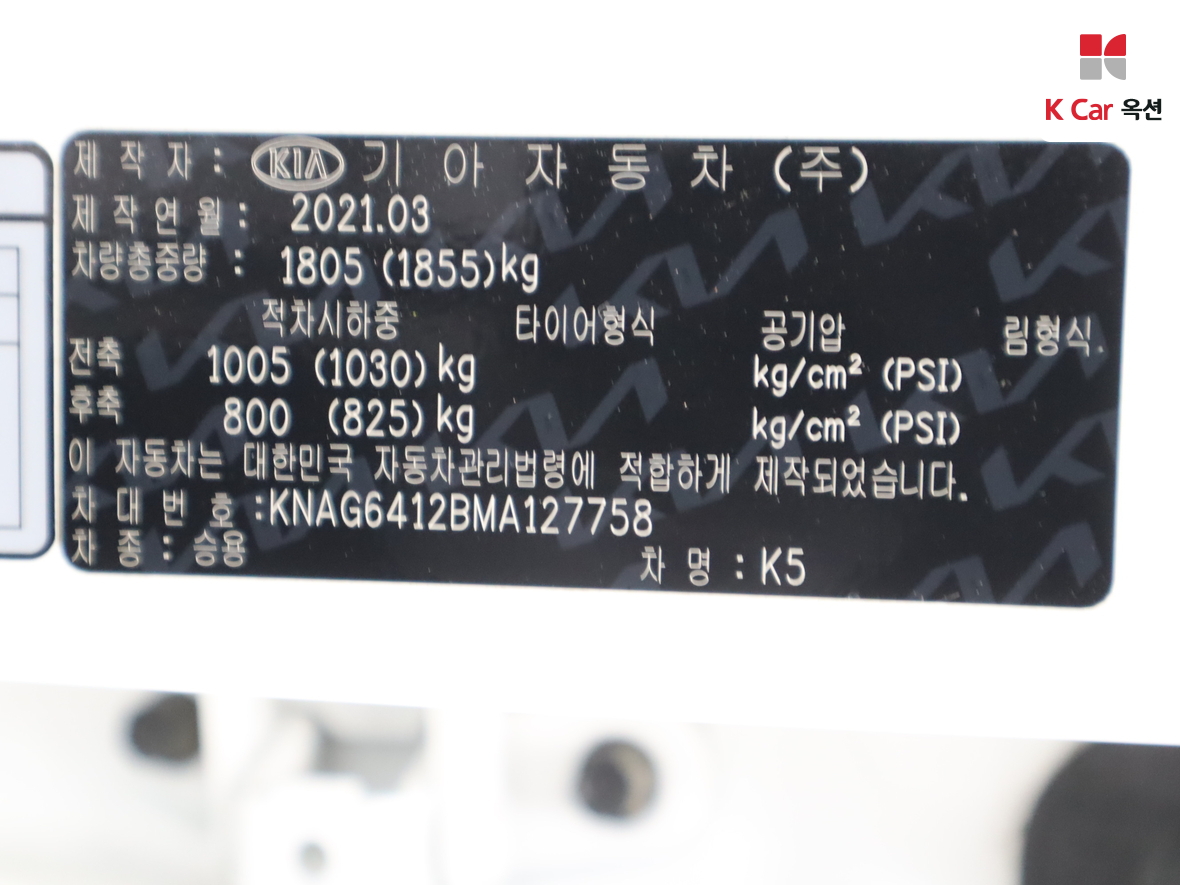 K Car 옥션
제 작 자 : KIA 기 아 자 동 차 (주)
제 작 연 월 : 2021.03
차량총중량 : 1805 (1855)kg
적차시하중 타이어형식 공기압 림형식.
전축 1005 (1030) kg kg/cm² (PSI)
후축 800 (825) kg kg/cm² (PSI)
이 자동차는 대한민국 자동차관리법령에 적합하게 제작되었습니다.
차 대 번 호 :KNAG6412BMA127758
차 종 : 승용 차 명 : K5